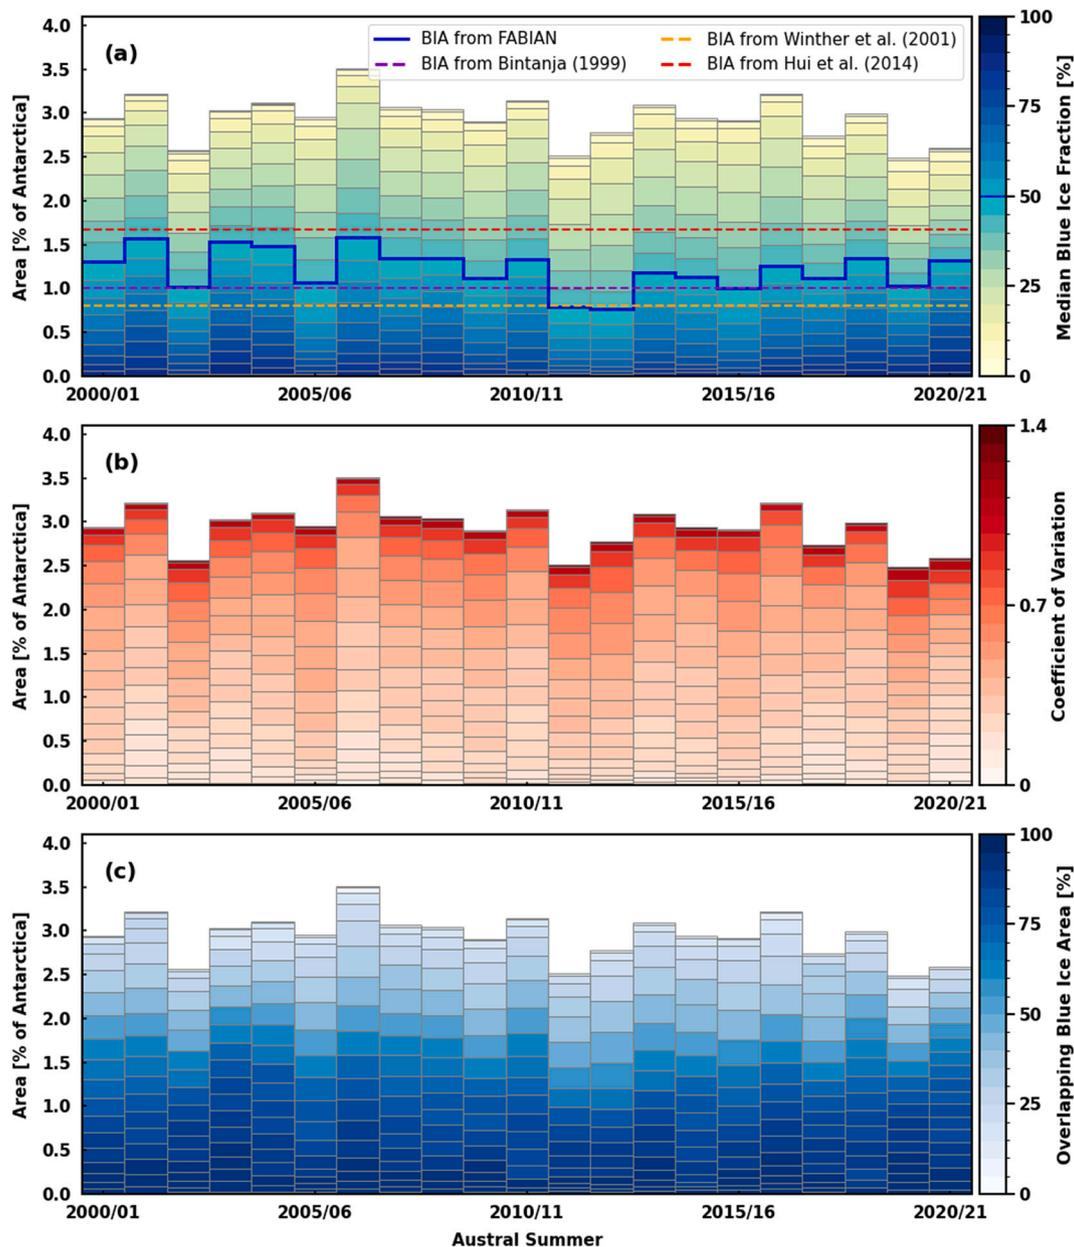 (a)
BIA from FABIAN
BIA from Bintanja (1999)
BIA from Winther et al. (2001)
BIA from Hui et al. (2014)
Area [% of Antarctica]
4.0
3.5
3.0
2.5
2.0
1.5
1.0
0.5
0.0
2000/01 2005/06 2010/11 2015/16 2020/21
100
75
50
25
0
Median Blue Ice Fraction [%]
(b)
Area [% of Antarctica]
4.0
3.5
3.0
2.5
2.0
1.5
1.0
0.5
0.0
2000/01 2005/06 2010/11 2015/16 2020/21
1.4
0.7
0
Coefficient of Variation
(c)
Area [% of Antarctica]
4.0
3.5
3.0
2.5
2.0
1.5
1.0
0.5
0.0
2000/01 2005/06 2010/11 2015/16 2020/21
Austral Summer
100
75
50
25
0
Overlapping Blue Ice Area [%]